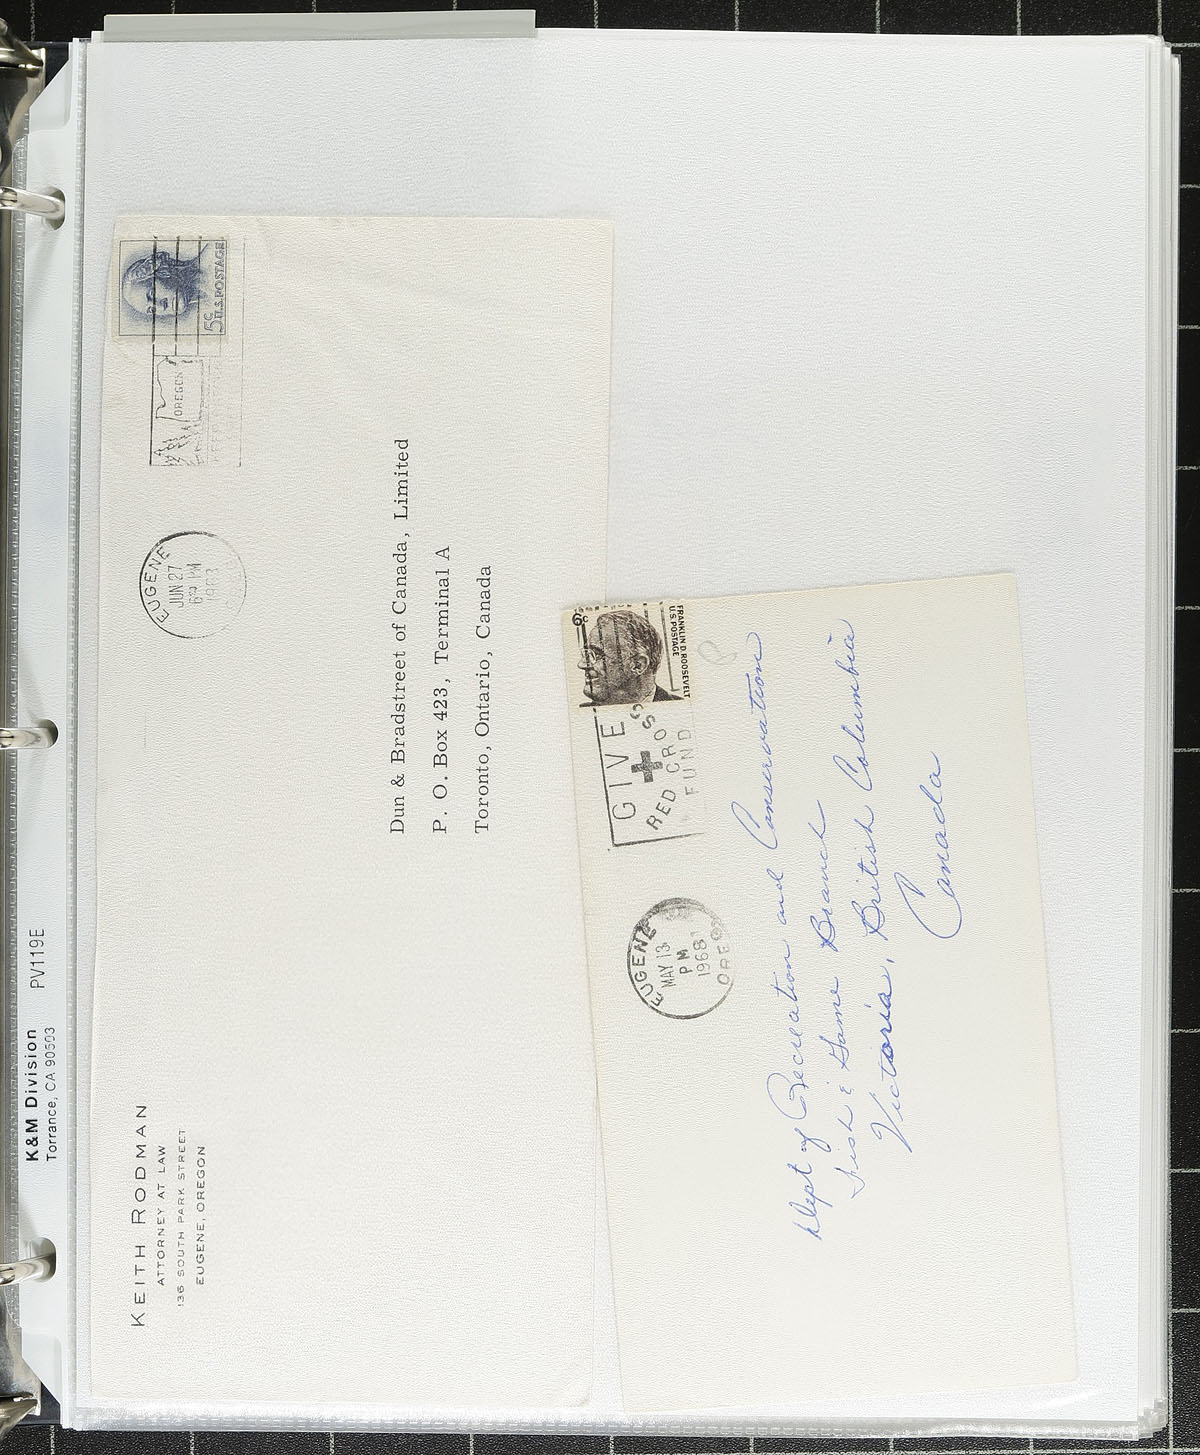 K&M Division PV119E
Torrance, CA 90503
KEITH RODMAN
ATTORNEY AT LAW
136 SOUTH PARK STREET
EUGENE, OREGON
EUGENE
JUN 27
6 PM
1963
OREGON
5c
U.S. POSTAGE
Dun & Bradstreet of Canada, Limited
P. O. Box 423, Terminal A
Toronto, Ontario, Canada
EUGENE
MAY 13
PM
1968
ORE
GIVE
RED CROSS
FUND
6c
FRANKLIN D. ROOSEVELT
U.S. POSTAGE
Dept of Recreation and Conservation
Fish & Game Branch
Victoria, British Columbia
Canada